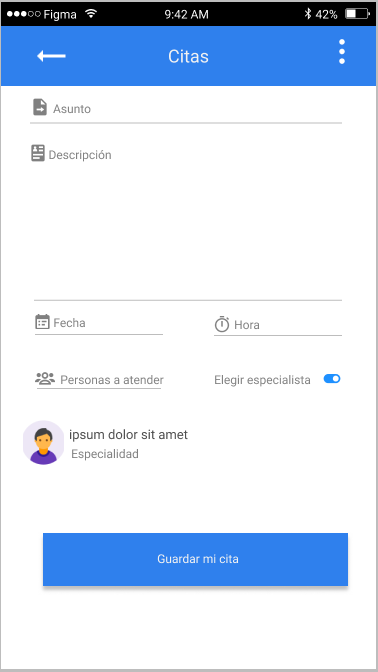 Figma 9:42 AM 42%
Citas
Asunto
Descripción
Fecha Hora
Personas a atender Elegir especialista
ipsum dolor sit amet
Especialidad
Guardar mi cita